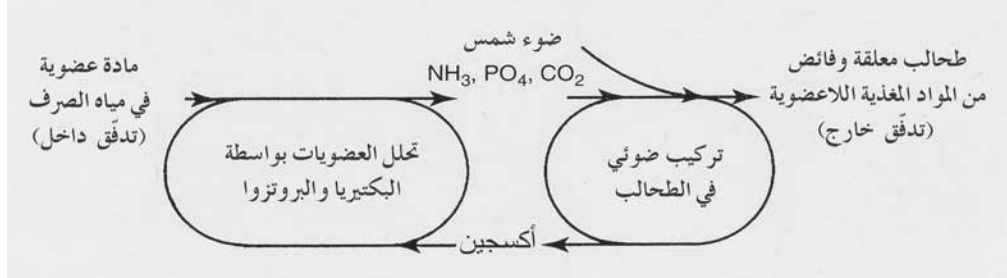 مادة عضوية
في مياه الصرف
(تدفّق داخل)
تحلل العضويات بواسطة
البكتيريا والبروتزوا
ضوء شمس
NH3, PO4, CO2
أكسجين
تركيب ضوئي
في الطحالب
طحالب معلقة وفائض
من المواد المغذية اللاعضوية
(تدفّق خارج)